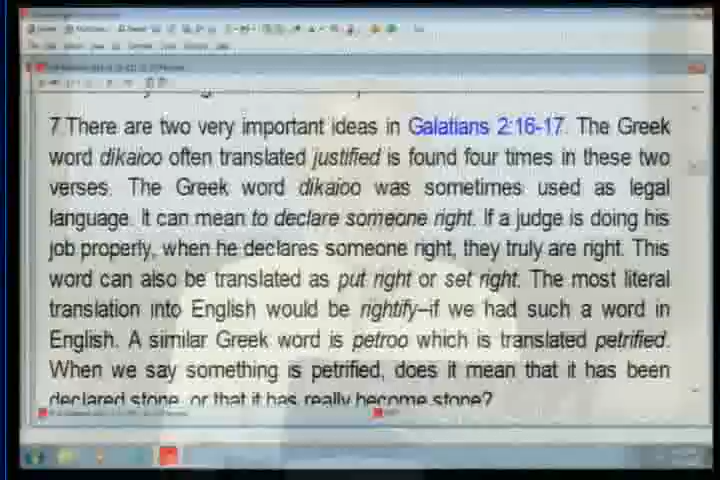 7.There are two very important ideas in Galatians 2:16-17. The Greek
word dikaioo often translated justified is found four times in these two
verses. The Greek word dikaioo was sometimes used as legal
language. It can mean to declare someone right. If a judge is doing his
job properly, when he declares someone right, they truly are right. This
word can also be translated as put right or set right. The most literal
translation into English would be rightify–if we had such a word in
English. A similar Greek word is petroo which is translated petrified.
When we say something is petrified, does it mean that it has been
declared stone, or that it has really become stone?